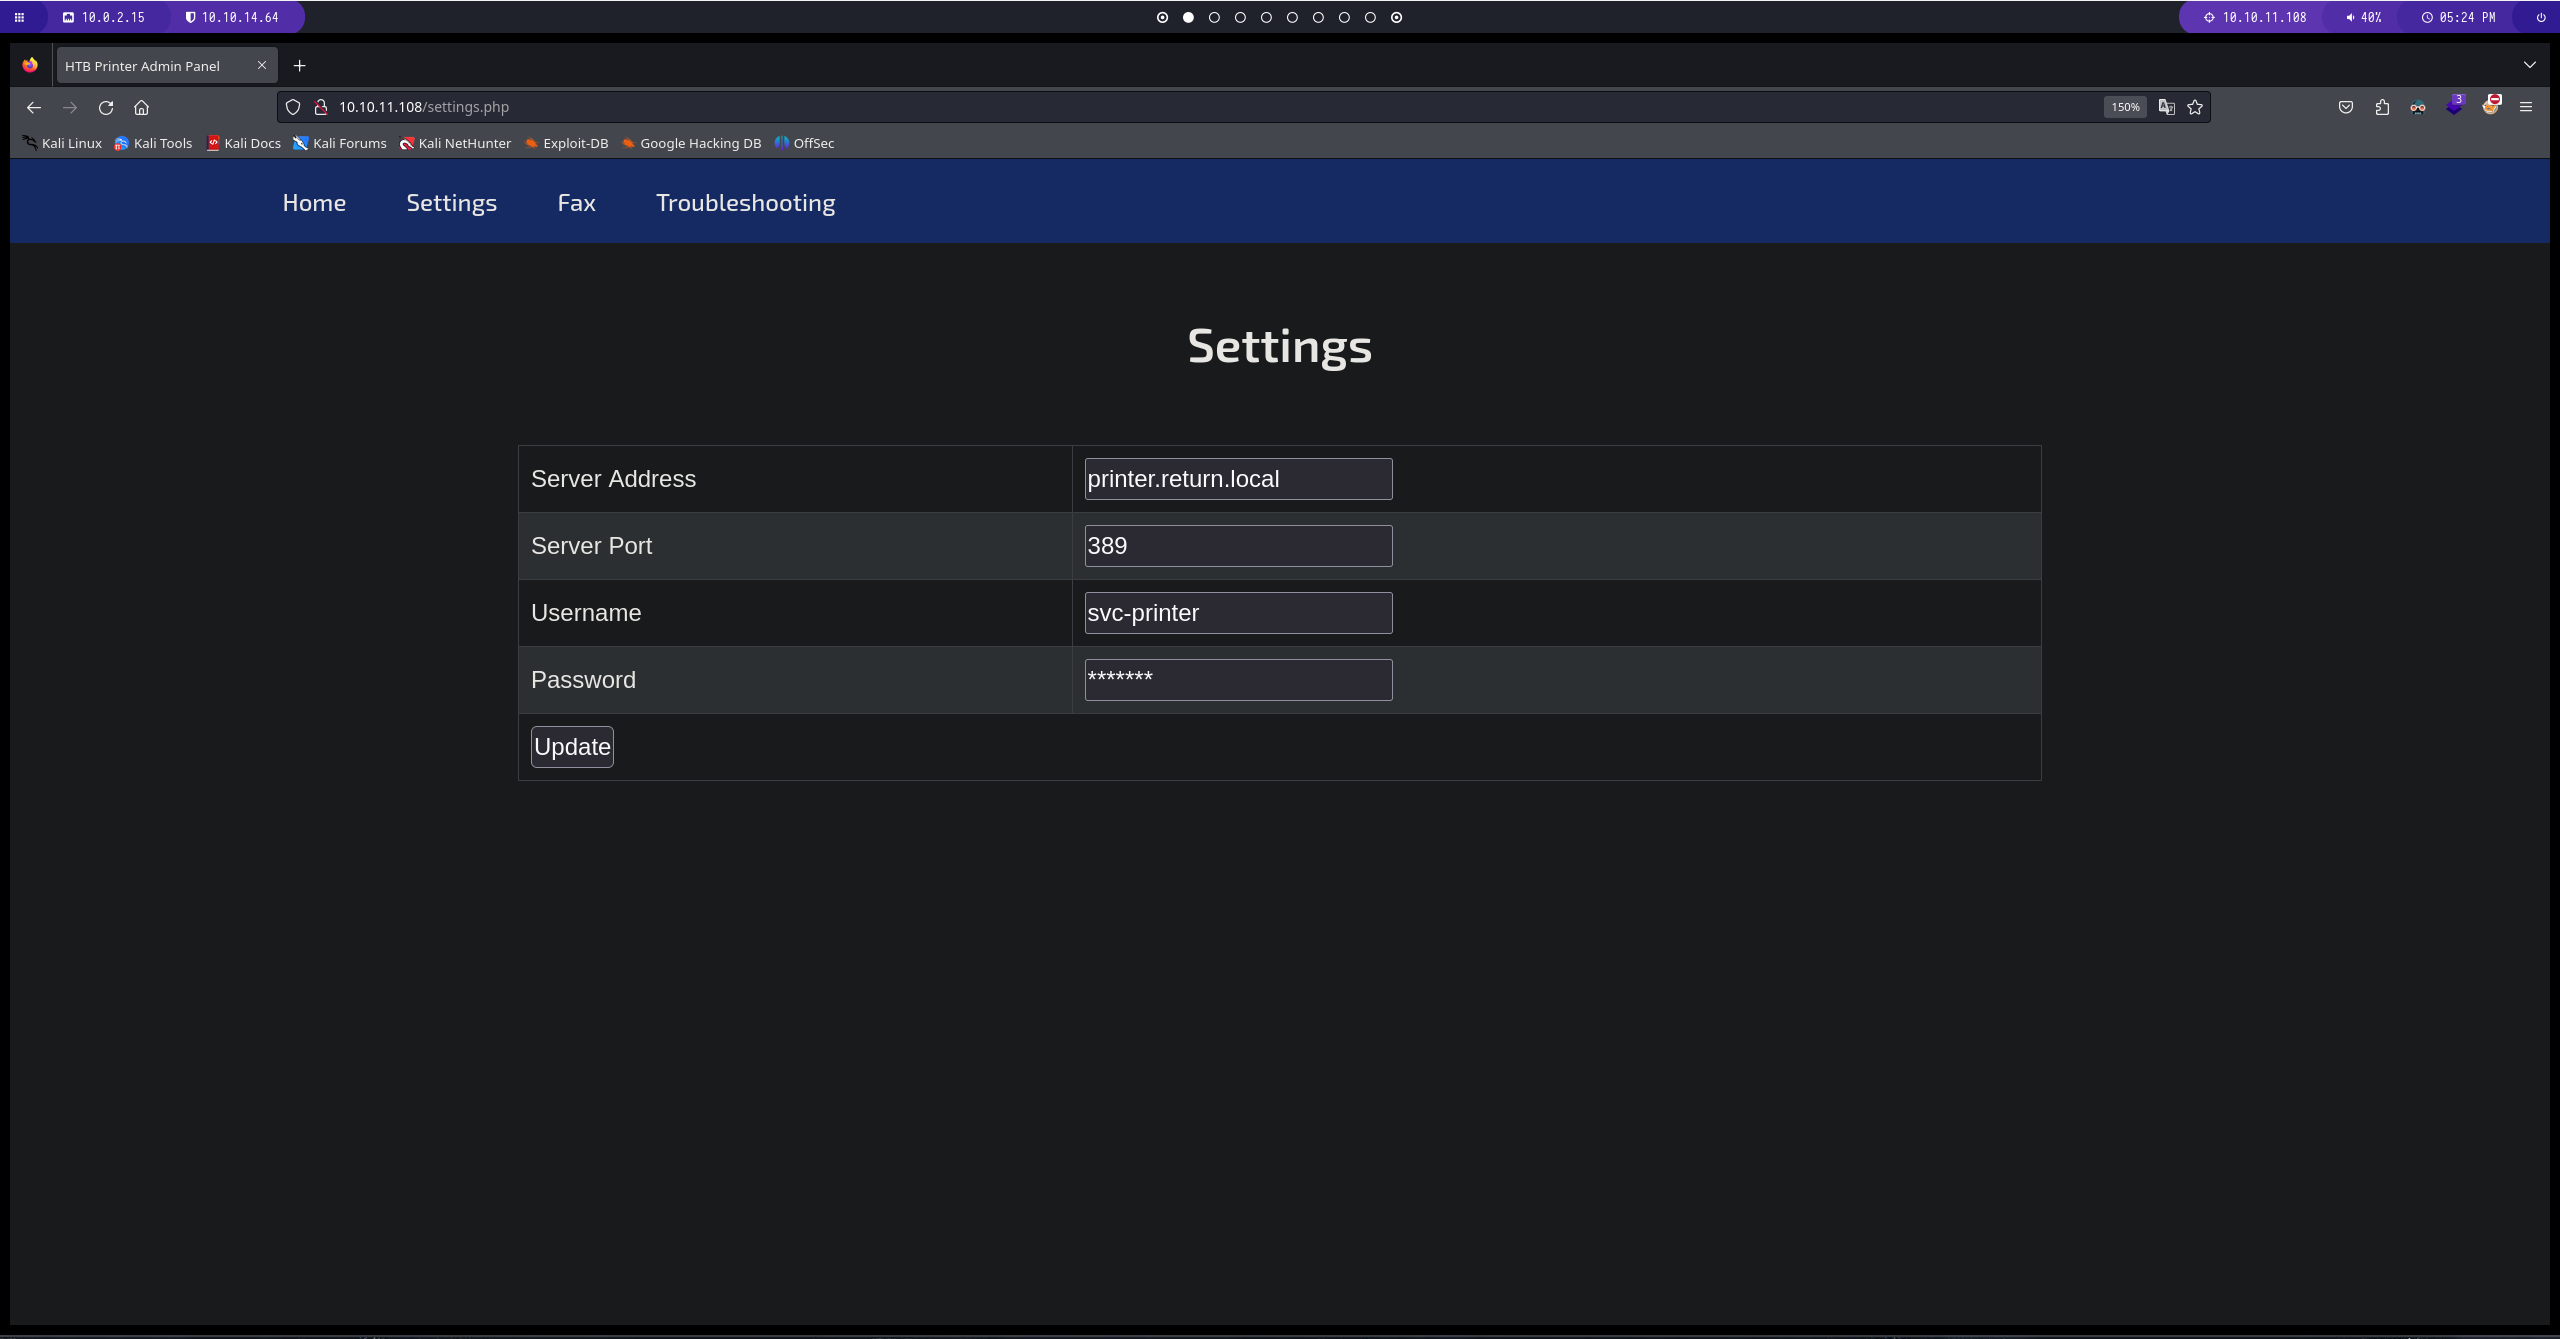 10.0.2.15 10.10.14.64 10.10.11.108 40% 05:24 PM
HTB Printer Admin Panel
10.10.11.108/settings.php 150% 3
Kali Linux Kali Tools Kali Docs Kali Forums Kali NetHunter Exploit-DB Google Hacking DB OffSec
Home Settings Fax Troubleshooting
Settings
Server Address printer.return.local
Server Port 389
Username svc-printer
Password *******
Update